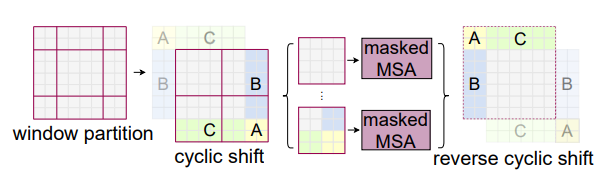 A C
B
window partition
B
C A
cyclic shift
masked
MSA
masked
MSA
A C
B B
C A
reverse cyclic shift